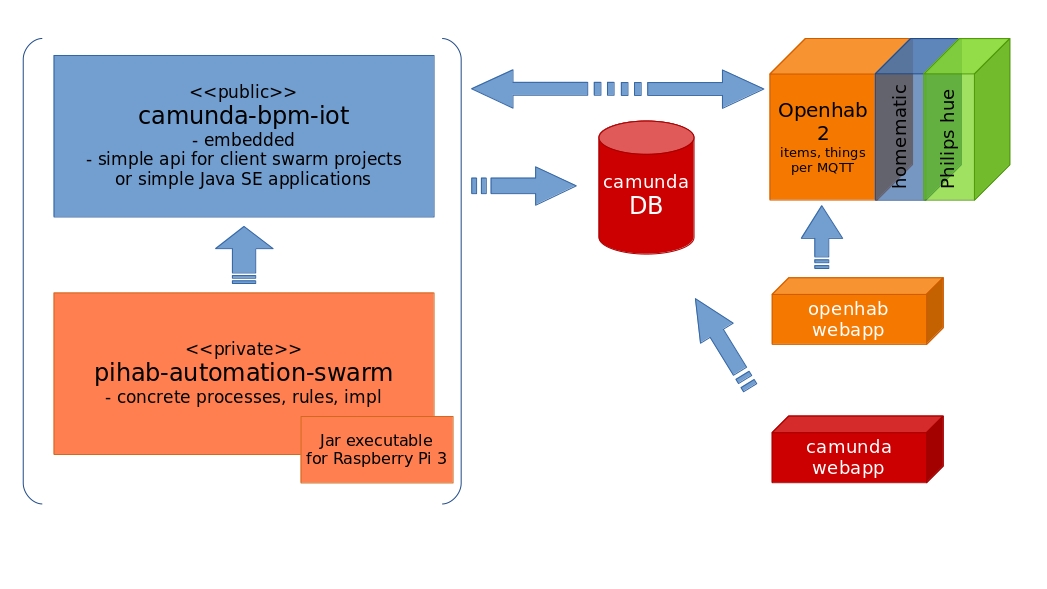 <<public>>
camunda-bpm-iot
- embedded
- simple api for client swarm projects
or simple Java SE applications
<<private>>
pihab-automation-swarm
- concrete processes, rules, impl
Jar executable
for Raspberry Pi 3
camunda
DB
Openhab
2
items, things
per MQTT
homematic
Philips hue
openhab
webapp
camunda
webapp